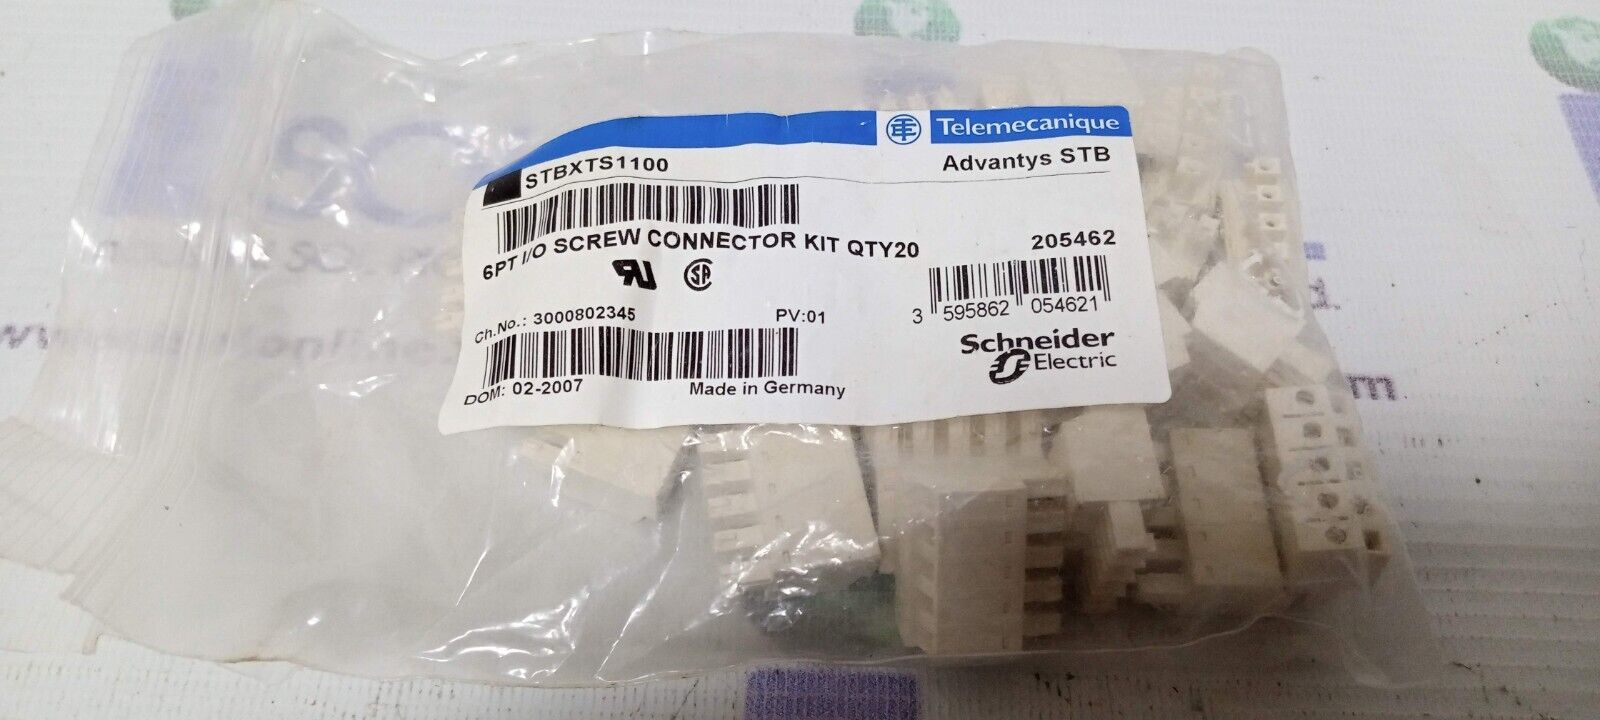 Telemecanique
STBXTS1100
Advantys STB
6PT I/O SCREW CONNECTOR KIT QTY20
205462
Ch.No.: 3000802345
PV:01
3 595862 054621
Schneider
Electric
DOM: 02-2007
Made in Germany